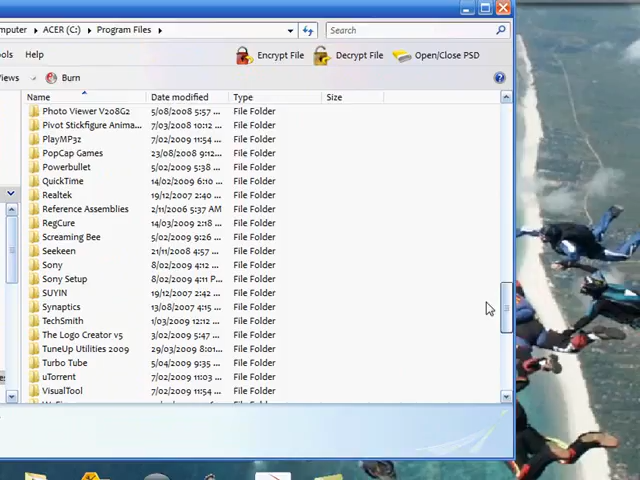 mputer ▸ ACER (C:) ▸ Program Files ▸ Search
ols Help Encrypt File Decrypt File Open/Close PSD
iews Burn
Name Date modified Type Size
Photo Viewer V208G2 5/08/2008 5:57 ... File Folder
Pivot Stickfigure Anima... 7/03/2008 10:12 ... File Folder
PlayMP3z 7/02/2009 11:54 ... File Folder
PopCap Games 23/08/2008 9:12... File Folder
Powerbullet 5/02/2009 6:40 ... File Folder
QuickTime 14/02/2009 6:10 ... File Folder
Realtek 19/12/2007 2:40 ... File Folder
Reference Assemblies 2/11/2006 5:37 AM File Folder
RegCure 14/03/2009 2:18 ... File Folder
Screaming Bee 5/02/2009 9:26 ... File Folder
Seekeen 21/11/2008 4:57 ... File Folder
Sony 8/02/2009 4:12 ... File Folder
Sony Setup 8/02/2009 4:11 P... File Folder
SUYIN 19/12/2007 2:42 ... File Folder
Synaptics 13/08/2007 4:15 ... File Folder
TechSmith 1/03/2009 12:12 ... File Folder
The Logo Creator v5 3/02/2009 5:47 ... File Folder
TuneUp Utilities 2009 29/03/2009 8:01... File Folder
Turbo Tube 5/04/2009 9:35 ... File Folder
uTorrent 7/02/2009 11:03 ... File Folder
VisualTool 7/02/2009 11:54 ... File Folder